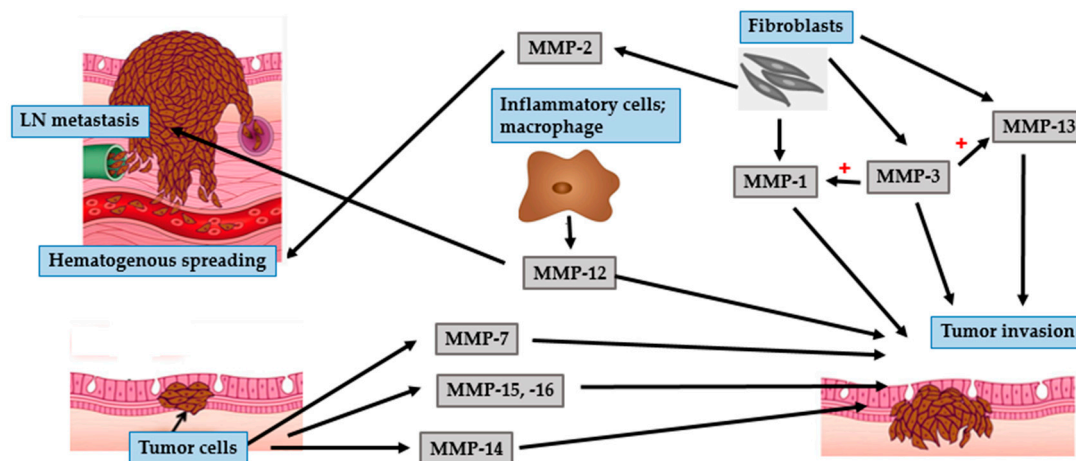 Fibroblasts
MMP-2
Inflammatory cells;
macrophage
LN metastasis
MMP-13
+
+
MMP-1
MMP-3
Hematogenous spreading
MMP-12
Tumor invasion
MMP-7
MMP-15, -16
Tumor cells
MMP-14